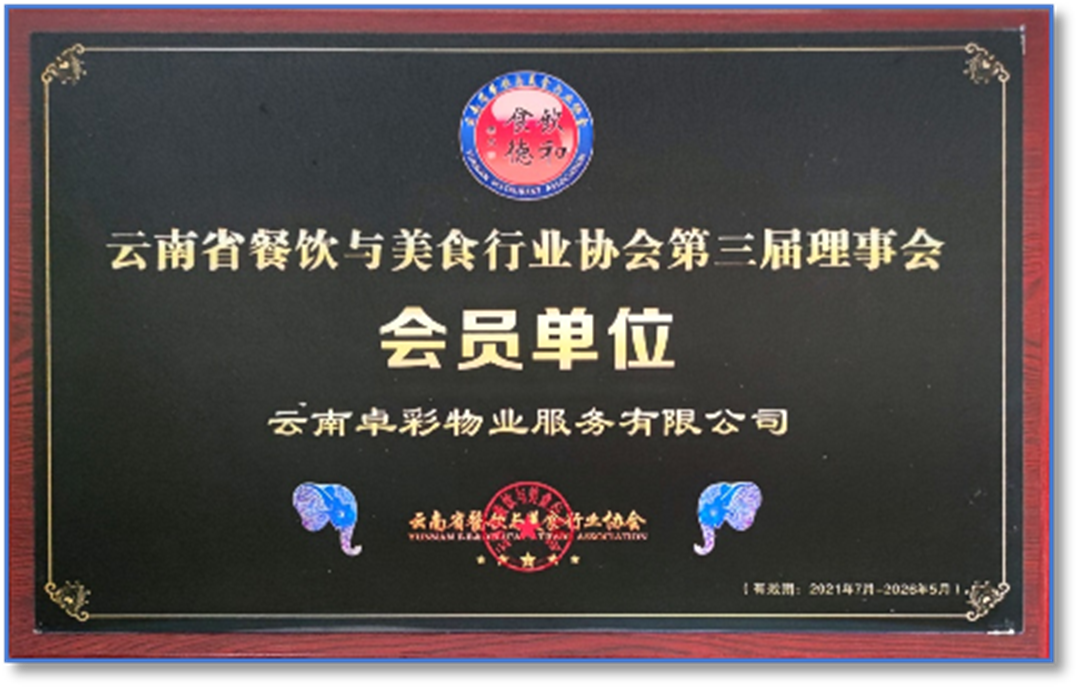 饮和
食德
云南省餐饮与美食行业协会第三届理事会
会员单位
云南卓彩物业服务有限公司
云南省餐饮与美食行业协会
ASSOCIATION
(有效期：2021年7月-2026年5月)